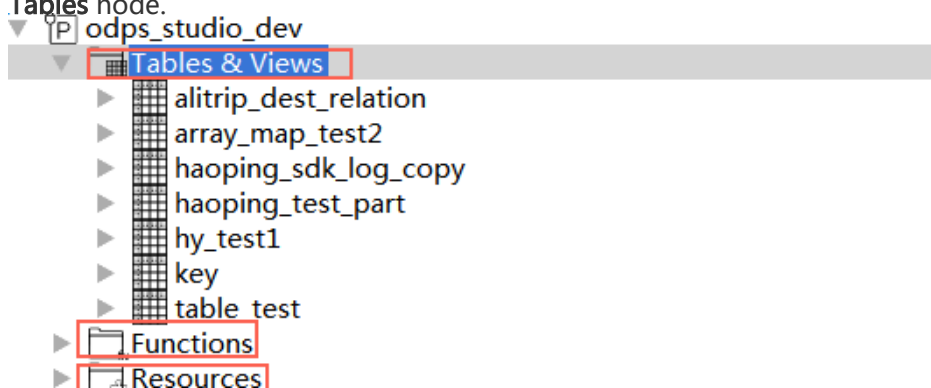 Tables node.
odps_studio_dev
Tables & Views
alitrip_dest_relation
array_map_test2
haoping_sdk_log_copy
haoping_test_part
hy_test1
key
table_test
Functions
Resources